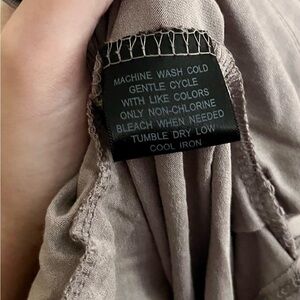 MACHINE WASH COLD
GENTLE CYCLE
WITH LIKE COLORS
ONLY NON-CHLORINE
BLEACH WHEN NEEDED
TUMBLE DRY LOW
COOL IRON